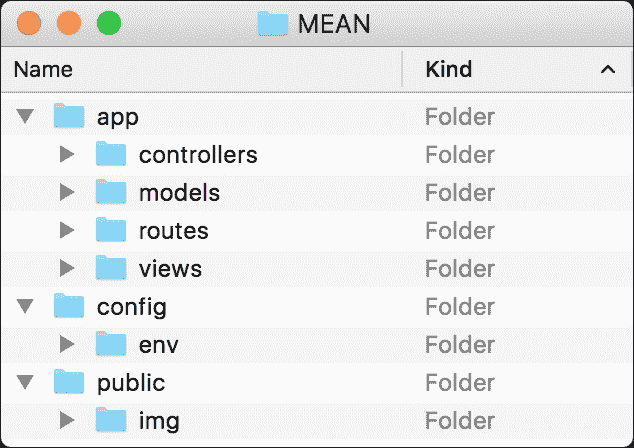 MEAN
Name Kind
app Folder
controllers Folder
models Folder
routes Folder
views Folder
config Folder
env Folder
public Folder
img Folder